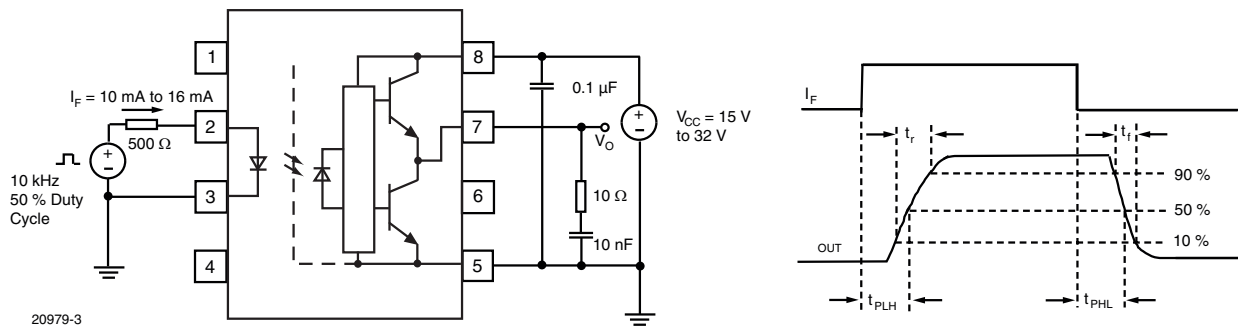 1
8
I_F = 10 mA to 16 mA
0.1 µF
2
7
V_O
V_CC = 15 V
to 32 V
500 Ω
+
−
+
−
10 kHz
50 % Duty
Cycle
3
6
10 Ω
4
5
10 nF
20979-3
I_F
t_r
t_f
90 %
50 %
10 %
OUT
t_PLH
t_PHL